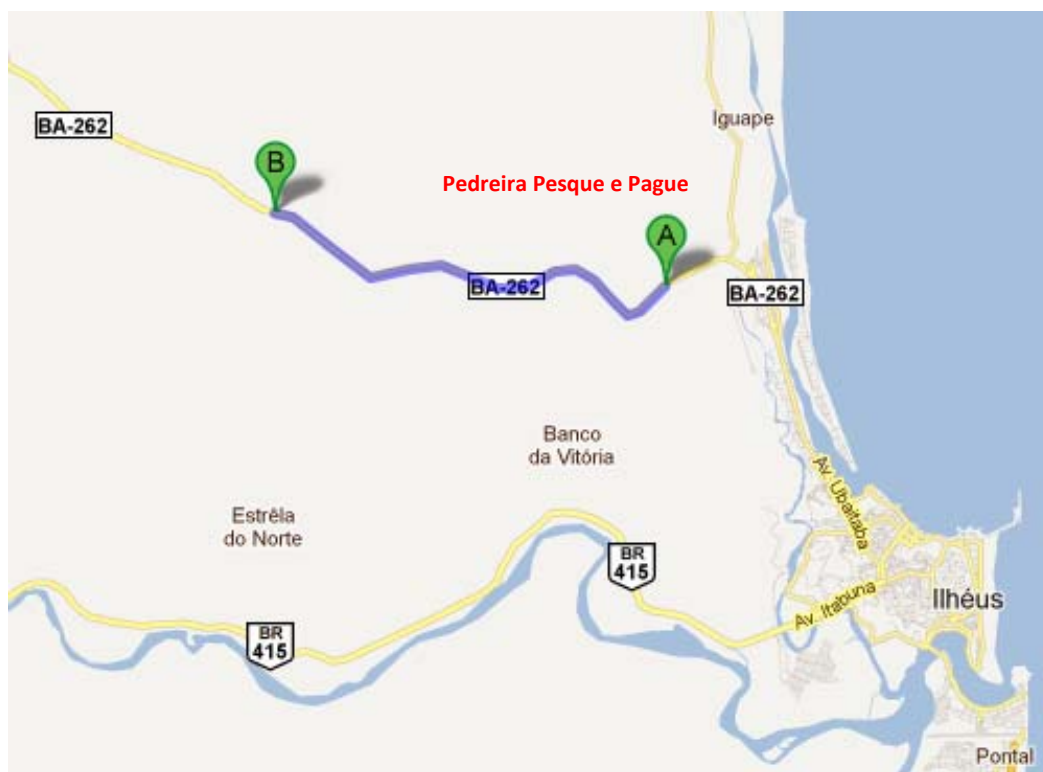 Iguape
BA-262
B
Pedreira Pesque e Pague
A
BA-262
BA-262
Banco
da Vitória
Av. Ubaitaba
Estrêla
do Norte
BR
415
Av. Itabuna
Ilhéus
BR
415
Pontal